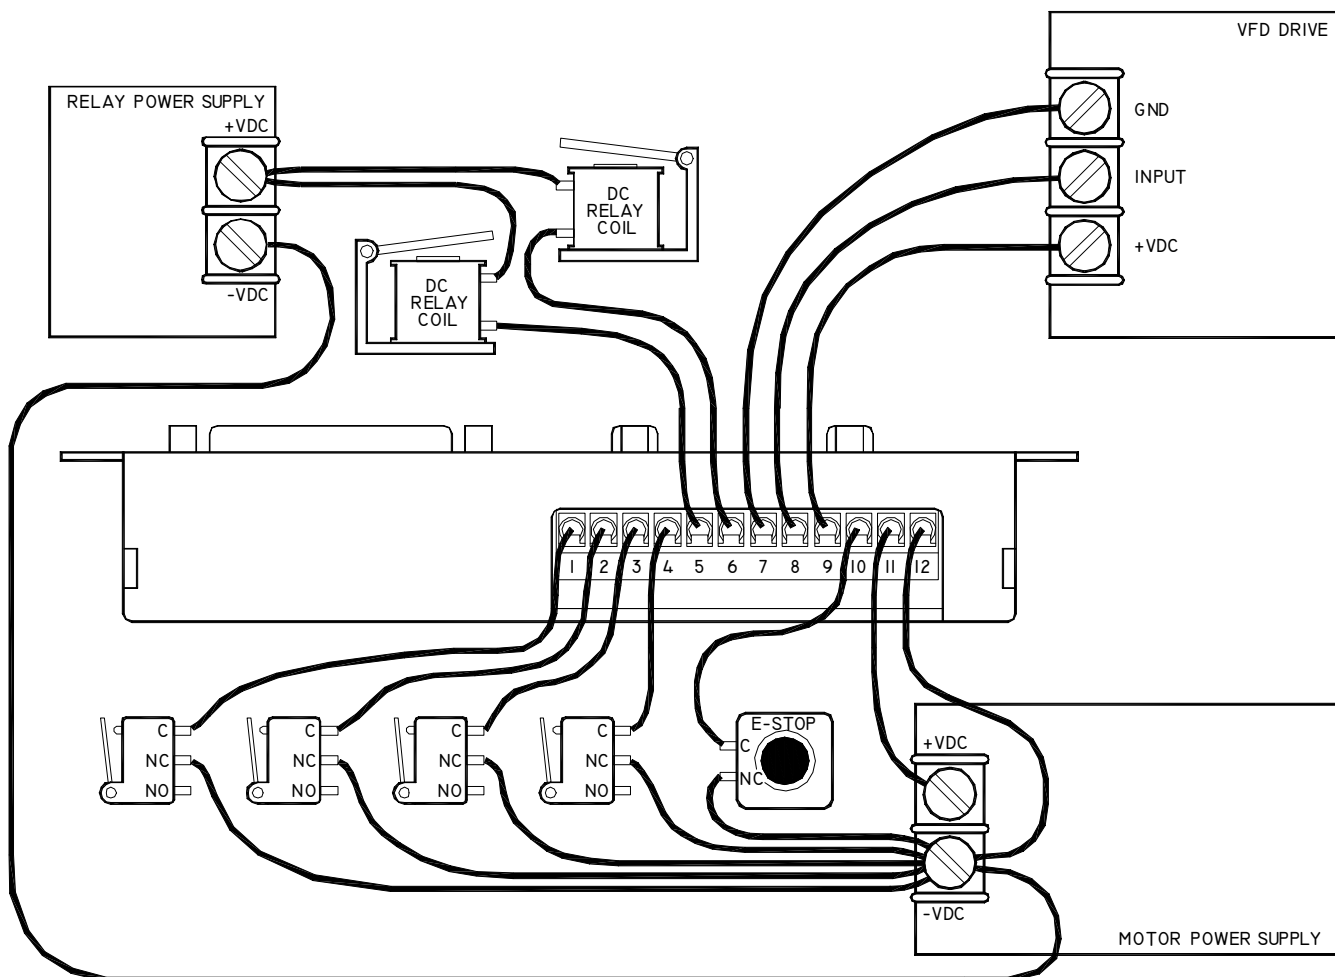 VFD DRIVE
RELAY POWER SUPPLY
+VDC
-VDC
DC
RELAY
COIL
DC
RELAY
COIL
GND
INPUT
+VDC
1 2 3 4 5 6 7 8 9 10 11 12
C
NC
NO
C
NC
NO
C
NC
NO
C
NC
NO
E-STOP
C
NC
+VDC
-VDC
MOTOR POWER SUPPLY